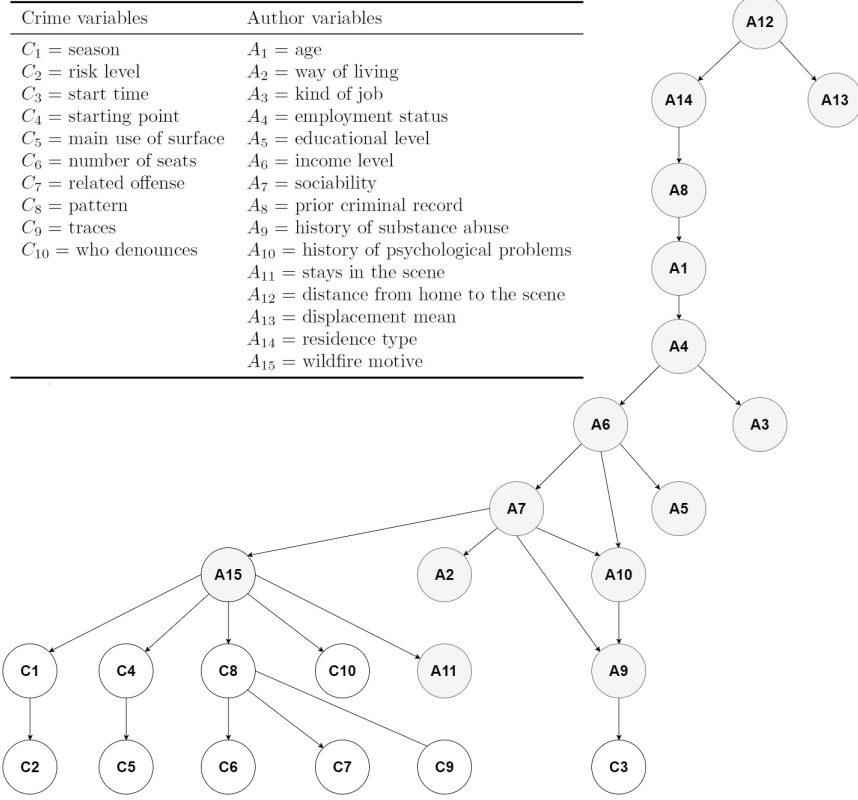 Crime variables Author variables
C1 = season A1 = age
C2 = risk level A2 = way of living
C3 = start time A3 = kind of job
C4 = starting point A4 = employment status
C5 = main use of surface A5 = educational level
C6 = number of seats A6 = income level
C7 = related offense A7 = sociability
C8 = pattern A8 = prior criminal record
C9 = traces A9 = history of substance abuse
C10 = who denounces A10 = history of psychological problems
A11 = stays in the scene
A12 = distance from home to the scene
A13 = displacement mean
A14 = residence type
A15 = wildfire motive
A12
A14 A13
A8
A1
A4
A6 A3
A7 A5
A15 A2 A10
C1 C4 C8 C10 A11 A9
C2 C5 C6 C7 C9 C3